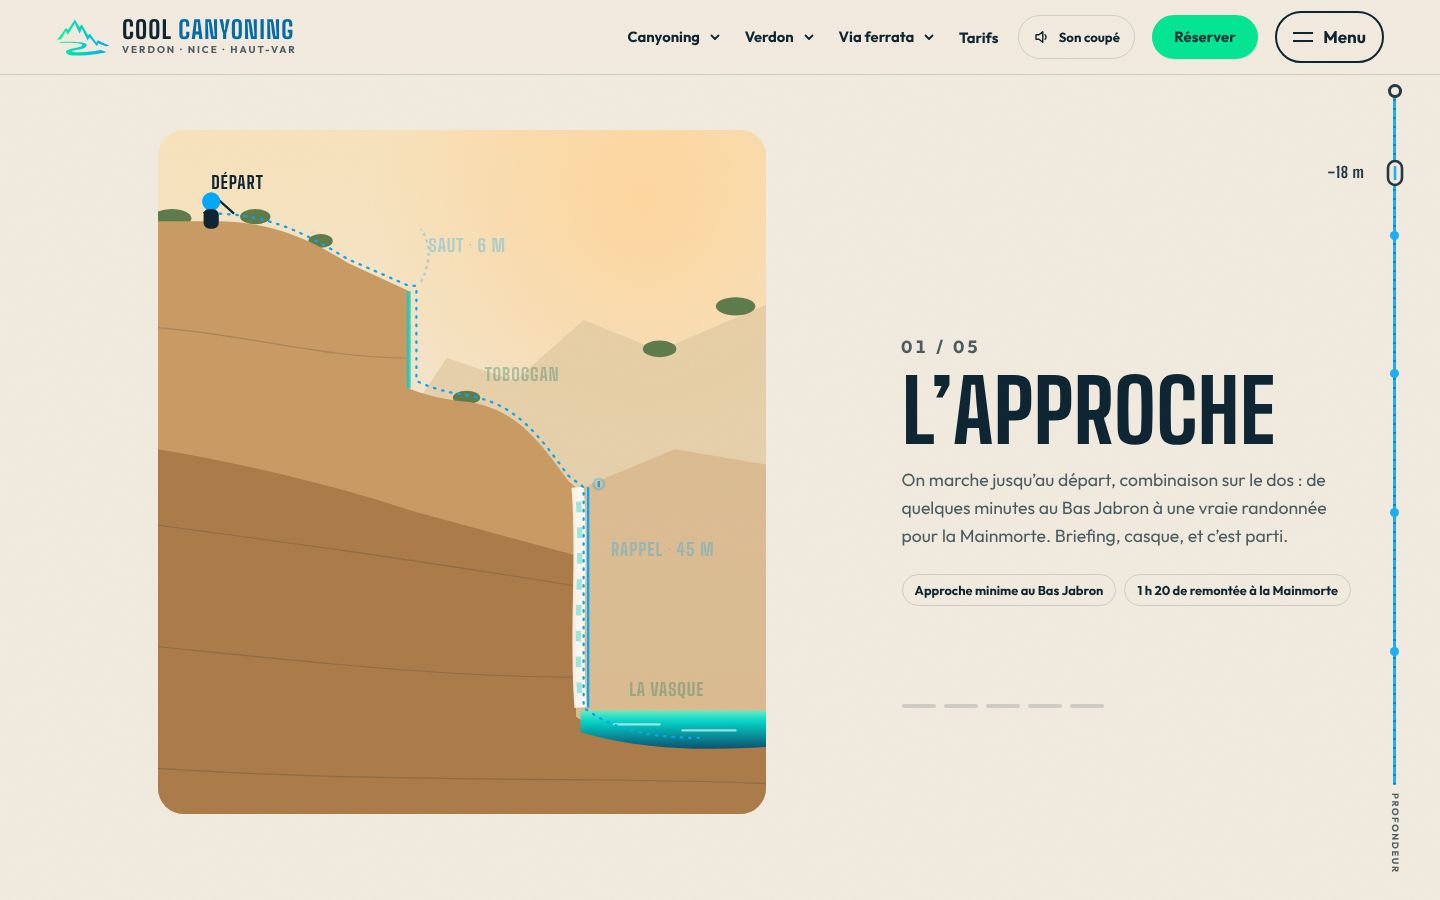 COOL CANYONING
VERDON · NICE · HAUT-VAR
Canyoning
Verdon
Via ferrata
Tarifs
Son coupé
Réserver
Menu
DÉPART
SAUT · 6 M
TOBOGGAN
RAPPEL · 45 M
LA VASQUE
01 / 05
L’APPROCHE
On marche jusqu’au départ, combinaison sur le dos : de
quelques minutes au Bas Jabron à une vraie randonnée
pour la Mainmorte. Briefing, casque, et c’est parti.
Approche minime au Bas Jabron
1 h 20 de remontée à la Mainmorte
−18 m
PROFONDEUR